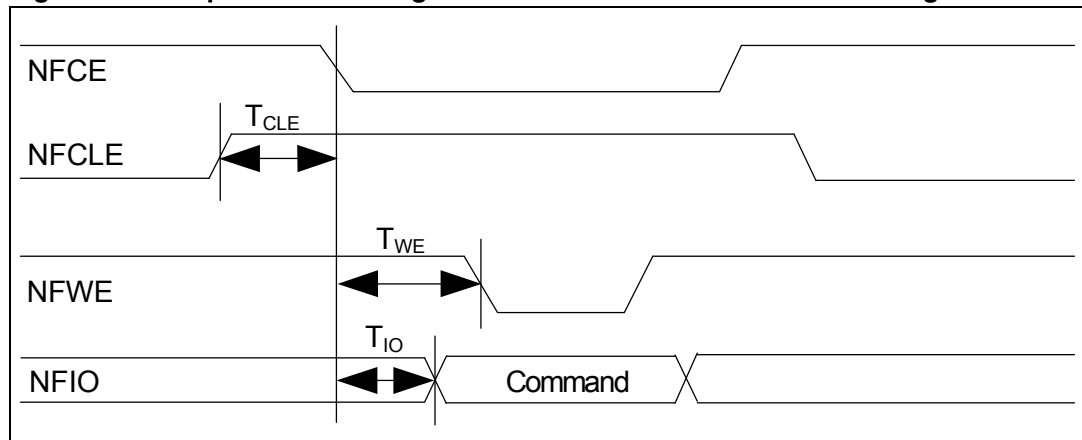 NFCE
T_CLE
NFCLE
T_WE
NFWE
T_IO
NFIO
Command